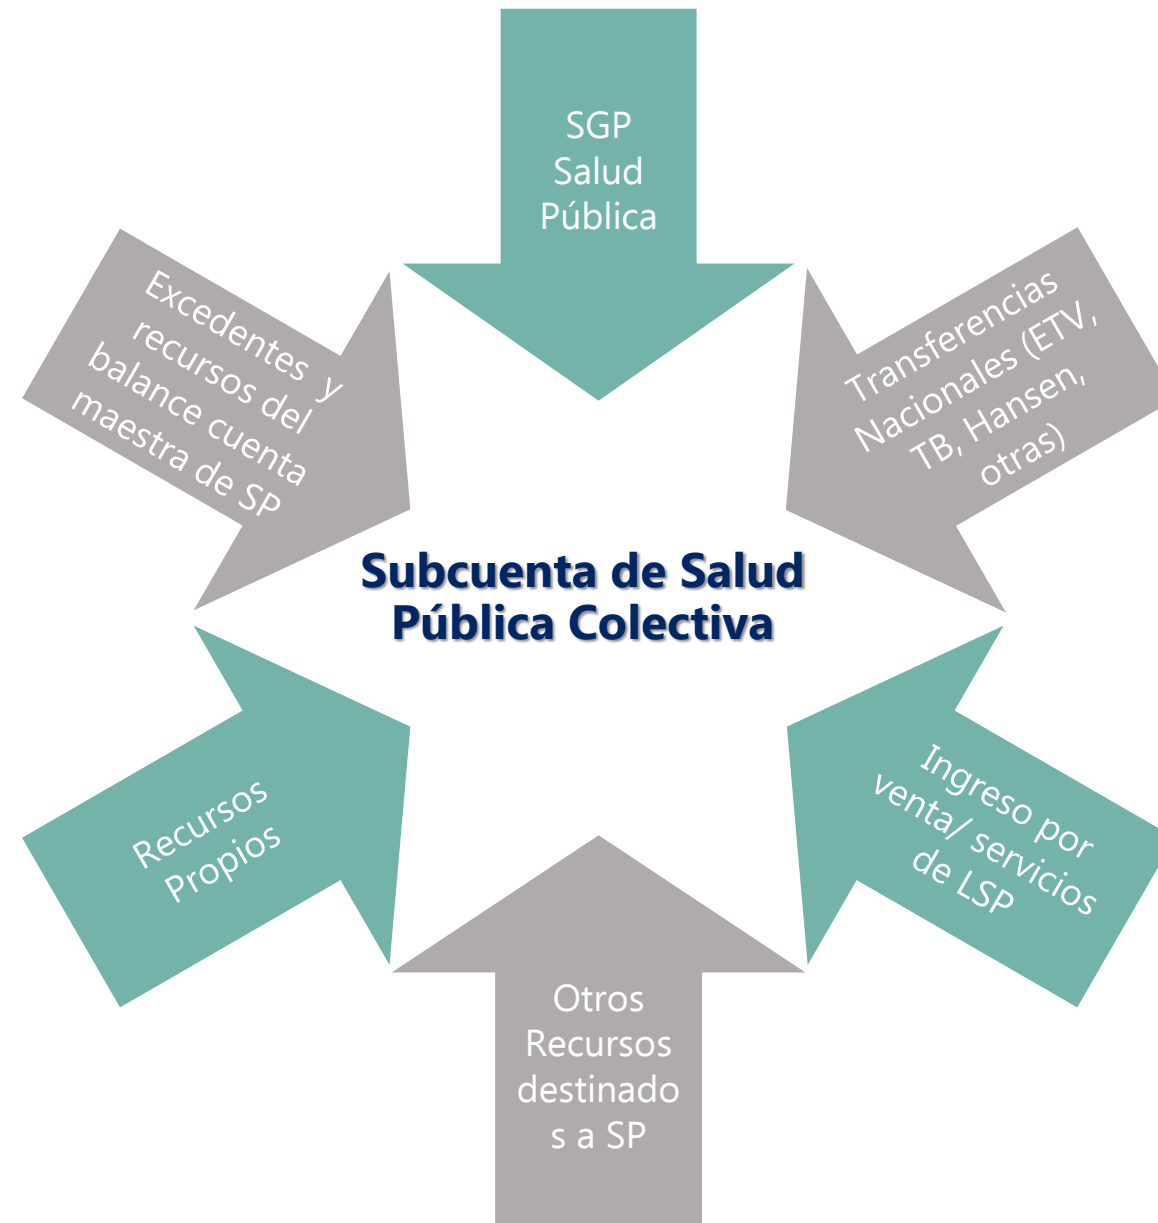 SGP
Salud
Pública
Excedentes y
recursos del
balance cuenta
maestra de SP
Transferencias
Nacionales (ETV,
TB, Hansen,
otras)
Subcuenta de Salud
Pública Colectiva
Recursos
Propios
Ingreso por
venta/ servicios
de LSP
Otros
Recursos
destinado
s a SP